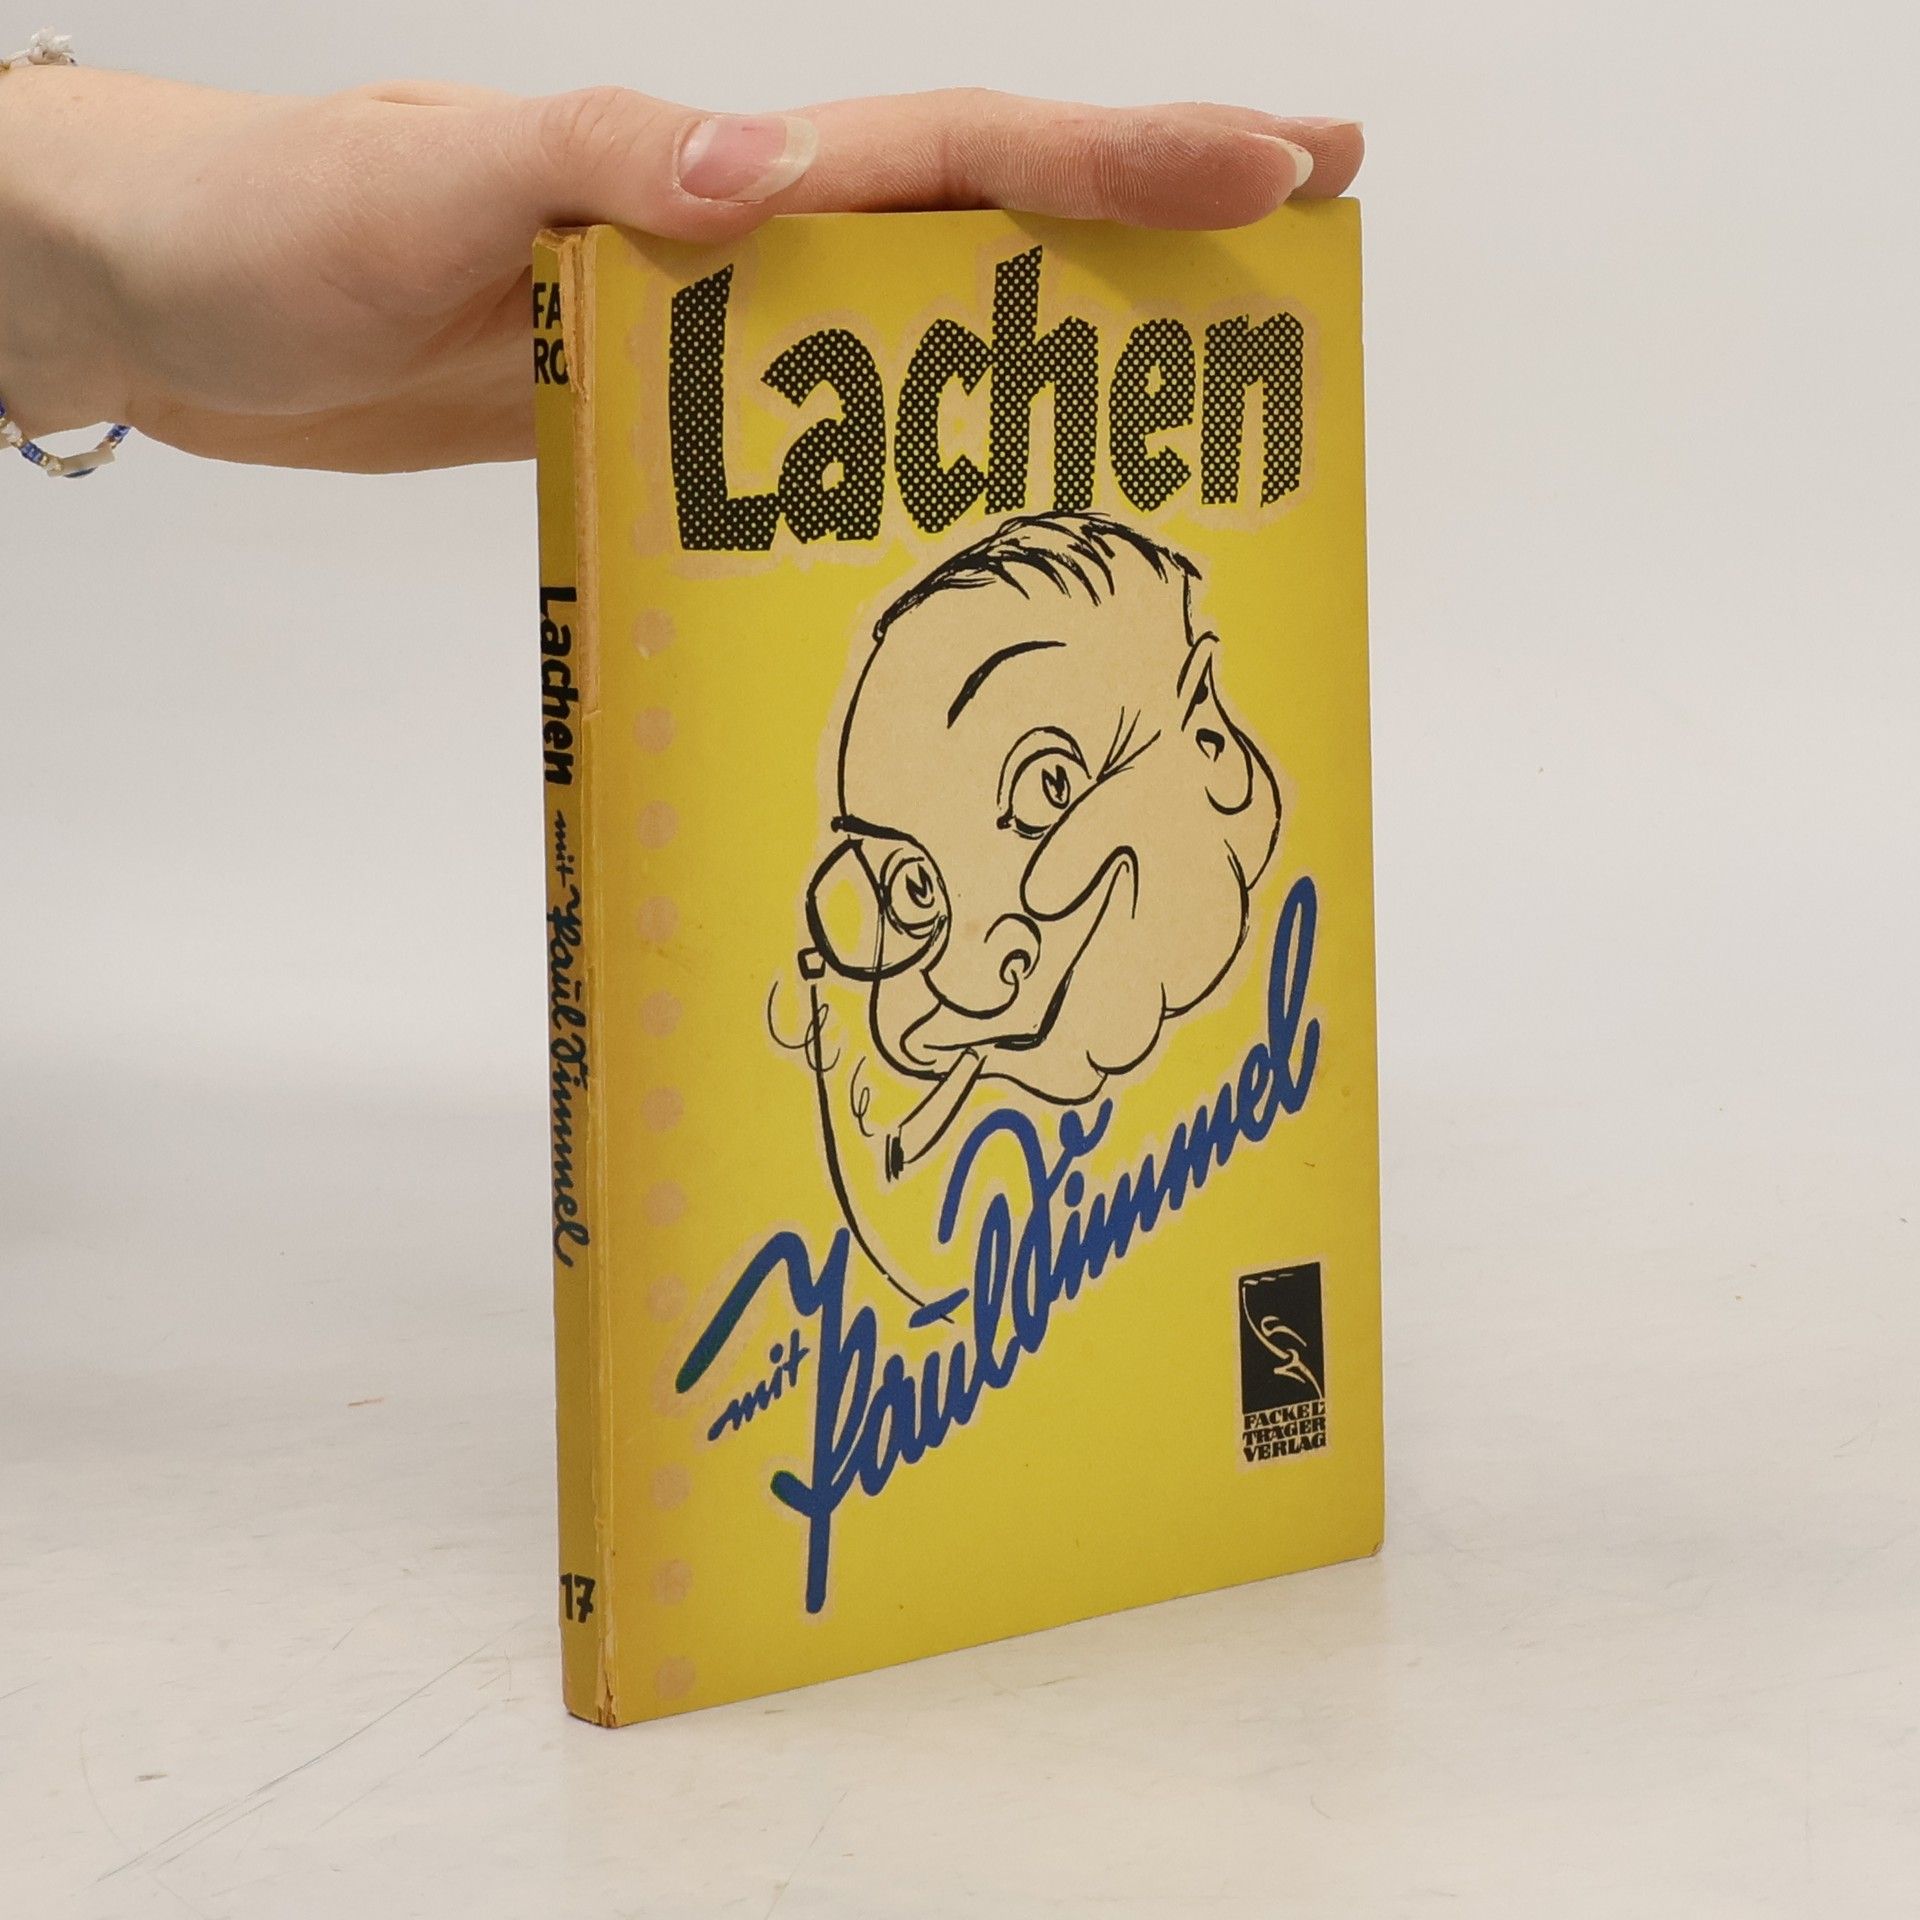 Lachen
mit
Paul Dimmel
FACKEL
TRÄGER
VERLAG
FA
RO
Lachen mit Paul Dimmel
17